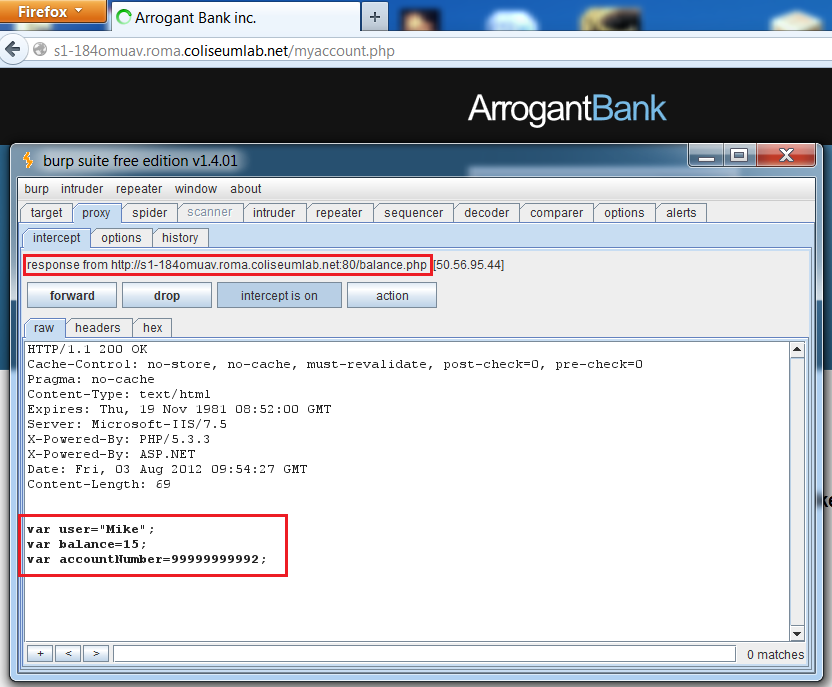 Firefox
Arrogant Bank inc.
s1-184omuav.roma.coliseumlab.net/myaccount.php
ArrogantBank
burp suite free edition v1.4.01
burp intruder repeater window about
target proxy spider scanner intruder repeater sequencer decoder comparer options alerts
intercept options history
response from http://s1-184omuav.roma.coliseumlab.net:80/balance.php [50.56.95.44]
forward drop intercept is on action
raw headers hex
HTTP/1.1 200 OK
Cache-Control: no-store, no-cache, must-revalidate, post-check=0, pre-check=0
Pragma: no-cache
Content-Type: text/html
Expires: Thu, 19 Nov 1981 08:52:00 GMT
Server: Microsoft-IIS/7.5
X-Powered-By: PHP/5.3.3
X-Powered-By: ASP.NET
Date: Fri, 03 Aug 2012 09:54:27 GMT
Content-Length: 69
var user="Mike";
var balance=15;
var accountNumber=99999999992;
+ < > 0 matches